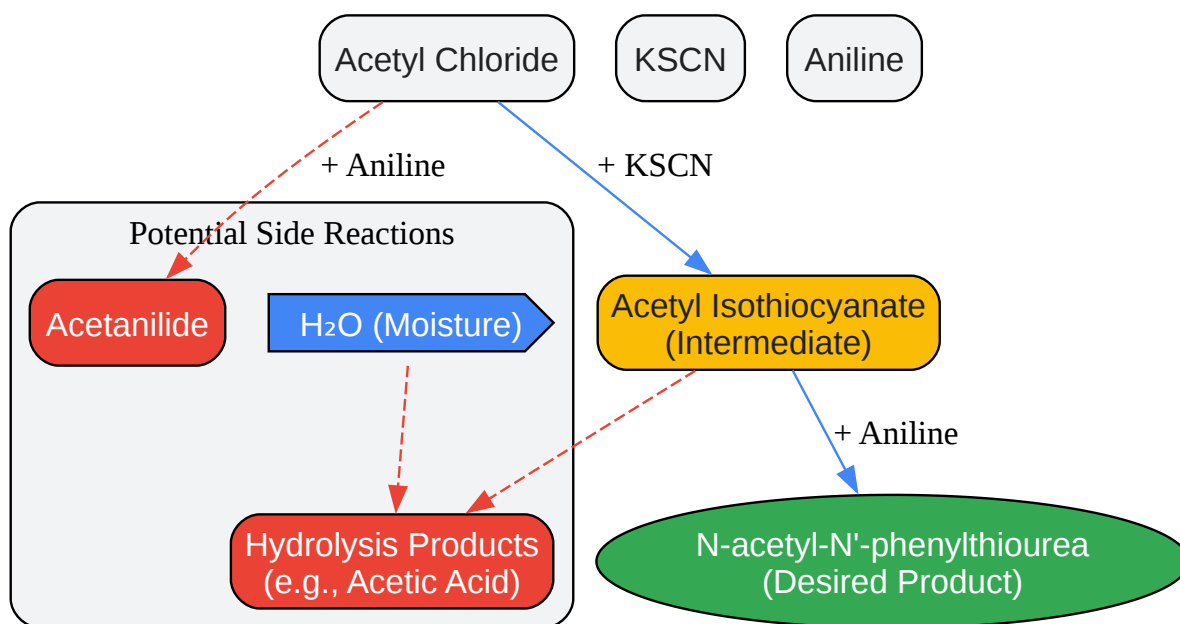 Acetyl Chloride
KSCN
Aniline
+ Aniline
+ KSCN
Potential Side Reactions
Acetanilide
H₂O (Moisture)
Acetyl Isothiocyanate
(Intermediate)
+ Aniline
Hydrolysis Products
(e.g., Acetic Acid)
N-acetyl-N'-phenylthiourea
(Desired Product)